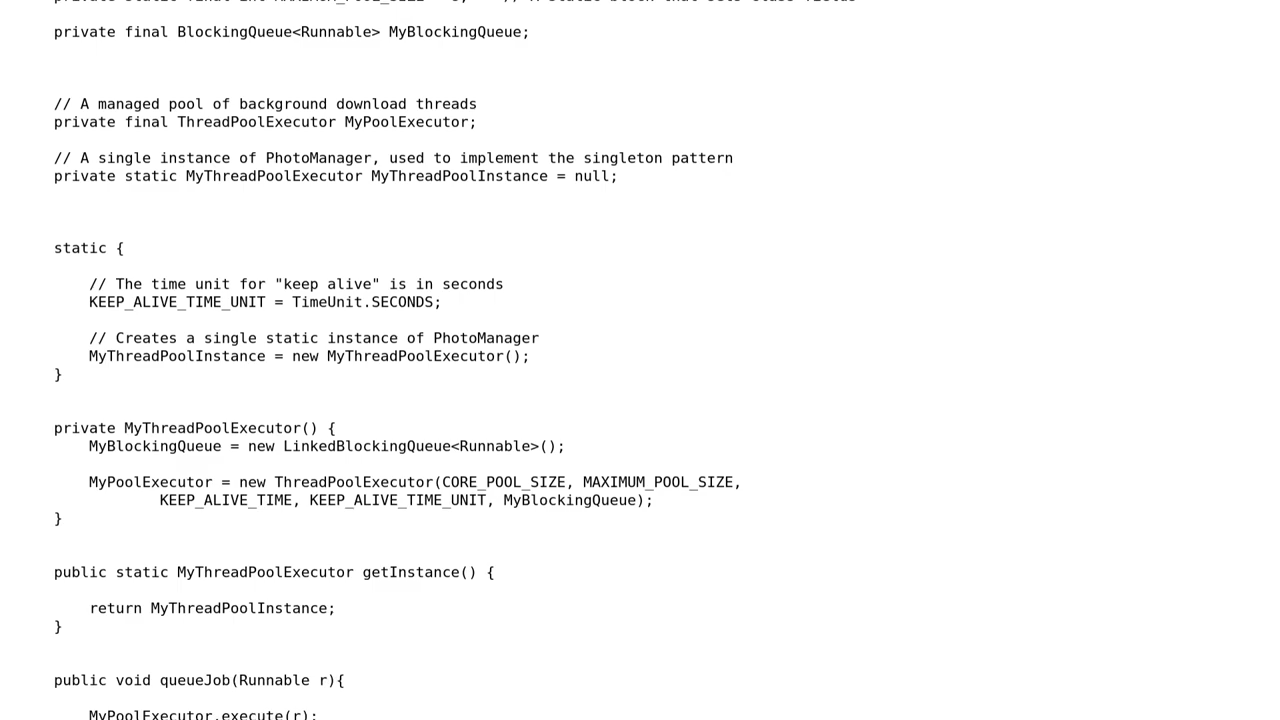 private final BlockingQueue<Runnable> MyBlockingQueue;
// A managed pool of background download threads
private final ThreadPoolExecutor MyPoolExecutor;
// A single instance of PhotoManager, used to implement the singleton pattern
private static MyThreadPoolExecutor MyThreadPoolInstance = null;
static {
// The time unit for "keep alive" is in seconds
KEEP_ALIVE_TIME_UNIT = TimeUnit.SECONDS;
// Creates a single static instance of PhotoManager
MyThreadPoolInstance = new MyThreadPoolExecutor();
}
private MyThreadPoolExecutor() {
MyBlockingQueue = new LinkedBlockingQueue<Runnable>();
MyPoolExecutor = new ThreadPoolExecutor(CORE_POOL_SIZE, MAXIMUM_POOL_SIZE,
KEEP_ALIVE_TIME, KEEP_ALIVE_TIME_UNIT, MyBlockingQueue);
}
public static MyThreadPoolExecutor getInstance() {
return MyThreadPoolInstance;
}
public void queueJob(Runnable r){
MyPoolExecutor.execute(r);